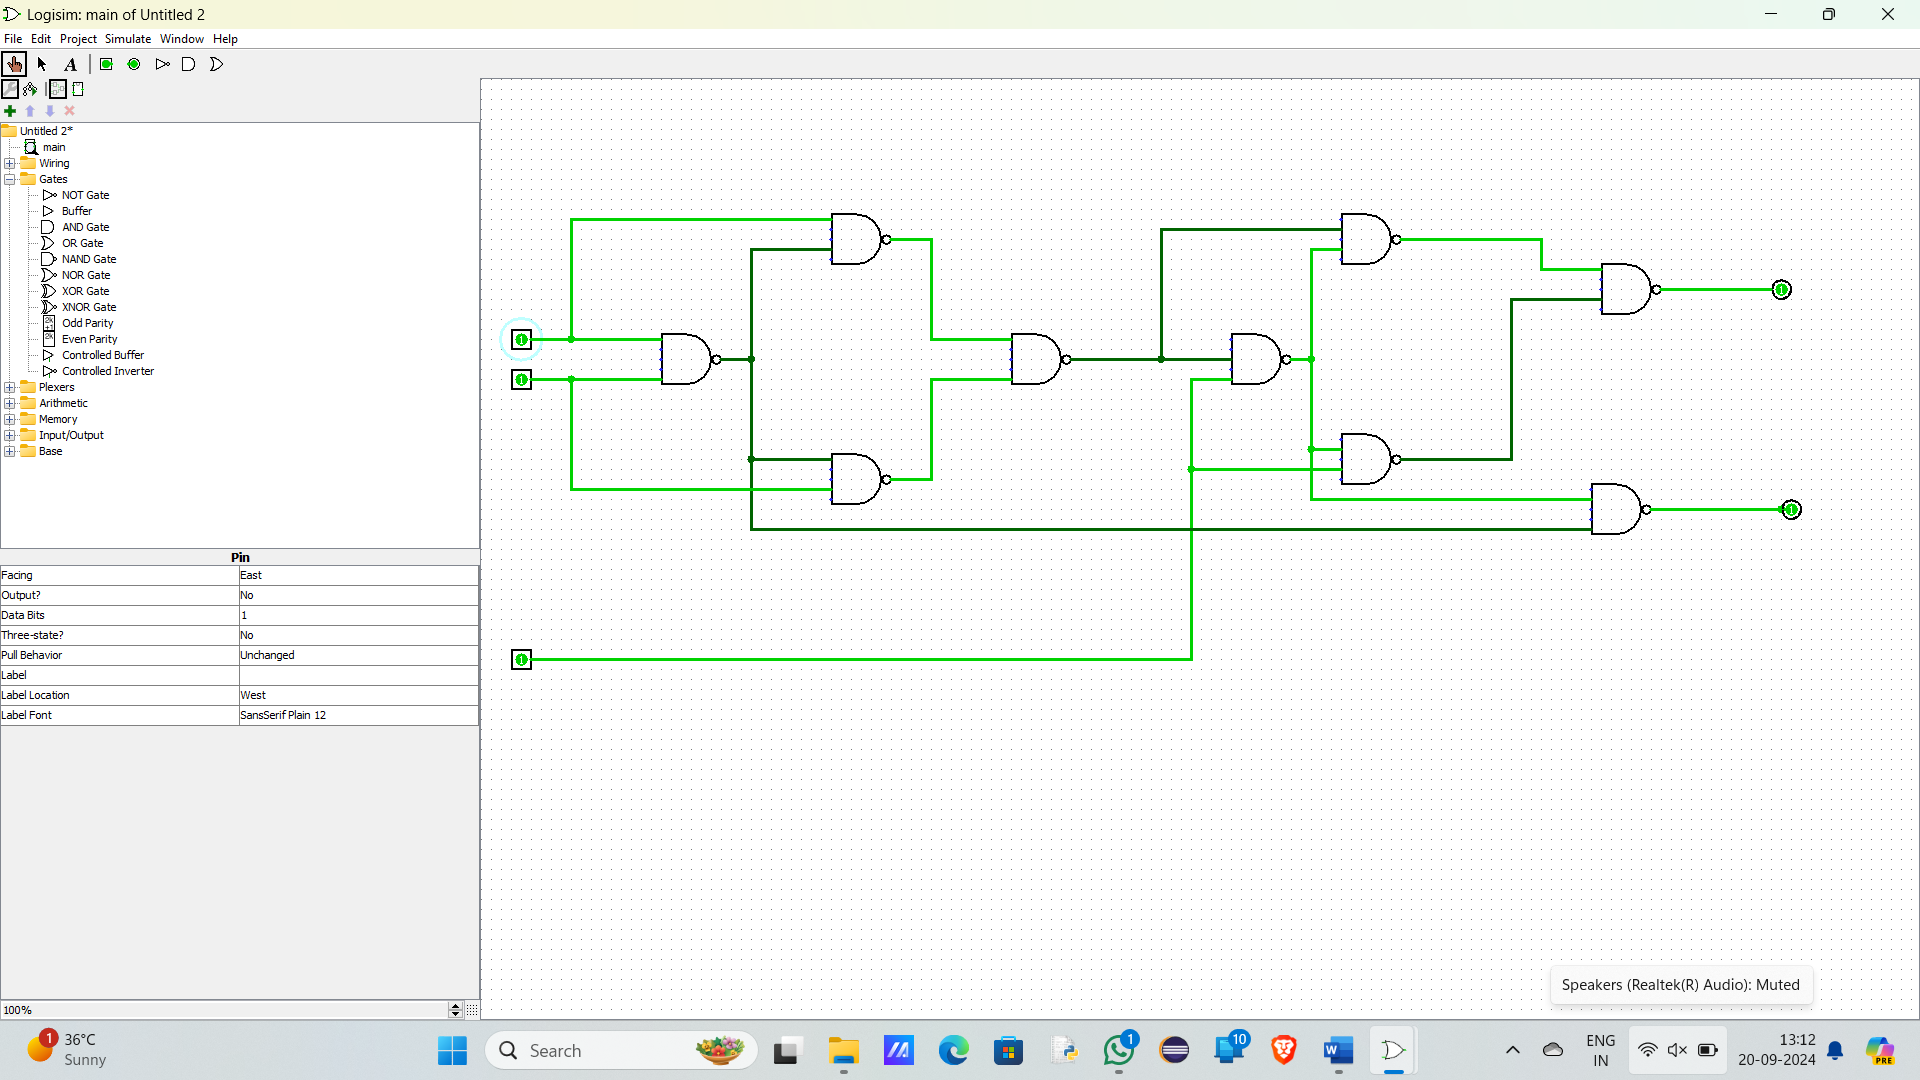 Logisim: main of Untitled 2
File Edit Project Simulate Window Help
A
Untitled 2*
main
Wiring
Gates
NOT Gate
Buffer
AND Gate
OR Gate
NAND Gate
NOR Gate
XOR Gate
XNOR Gate
Odd Parity
Even Parity
Controlled Buffer
Controlled Inverter
Plexers
Arithmetic
Memory
Input/Output
Base
Pin
Facing East
Output? No
Data Bits 1
Three-state? No
Pull Behavior Unchanged
Label
Label Location West
Label Font SansSerif Plain 12
100%
1
1
1
1
1
Speakers (Realtek(R) Audio): Muted
1
36°C
Sunny
Search
1
10
ENG
IN
13:12
20-09-2024
PRE